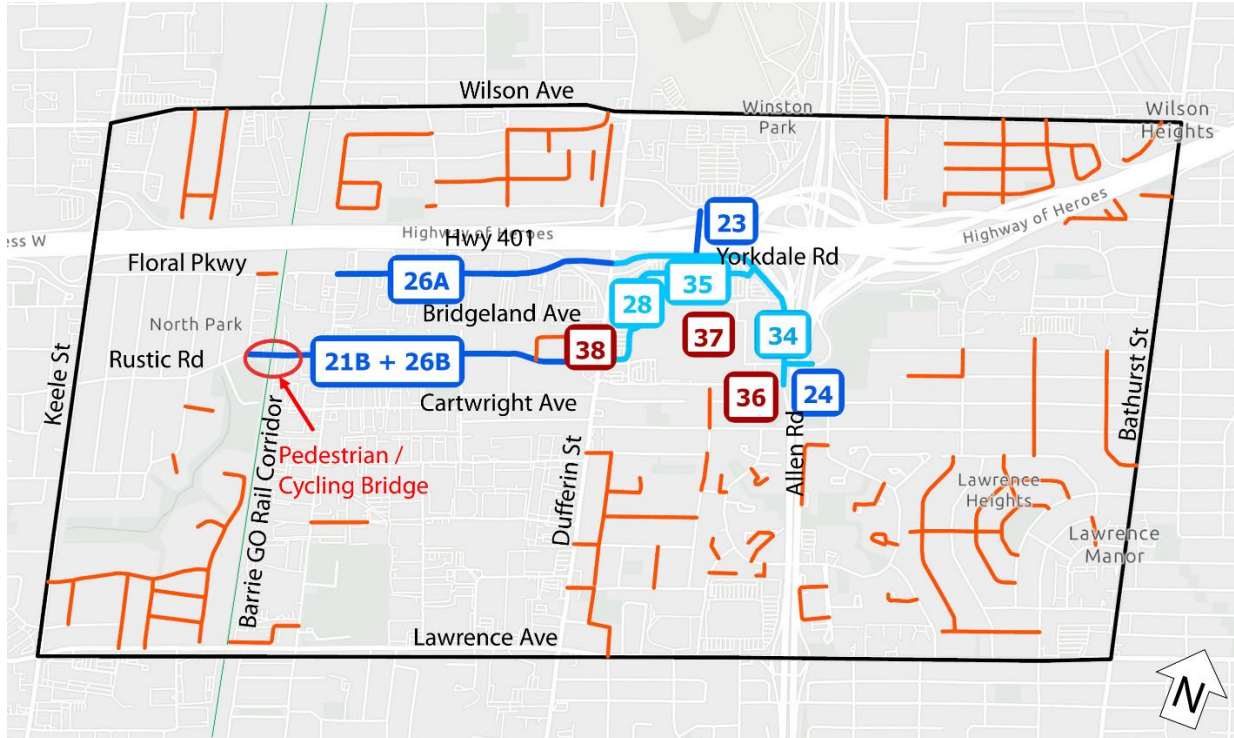 Wilson Ave
Winston
Park
Wilson
Heights
23
Highway of Heroes
Highway of Heroes
ess W
Hwy 401
Yorkdale Rd
Floral Pkwy
26A
35
28
Bridgeland Ave
North Park
34
37
38
Rustic Rd
21B + 26B
36
24
Cartwright Ave
Keele St
Bathurst St
Allen Rd
Pedestrian /
Cycling Bridge
Barrie GO Rail Corridor
Dufferin St
Lawrence
Heights
Lawrence
Manor
Lawrence Ave
N